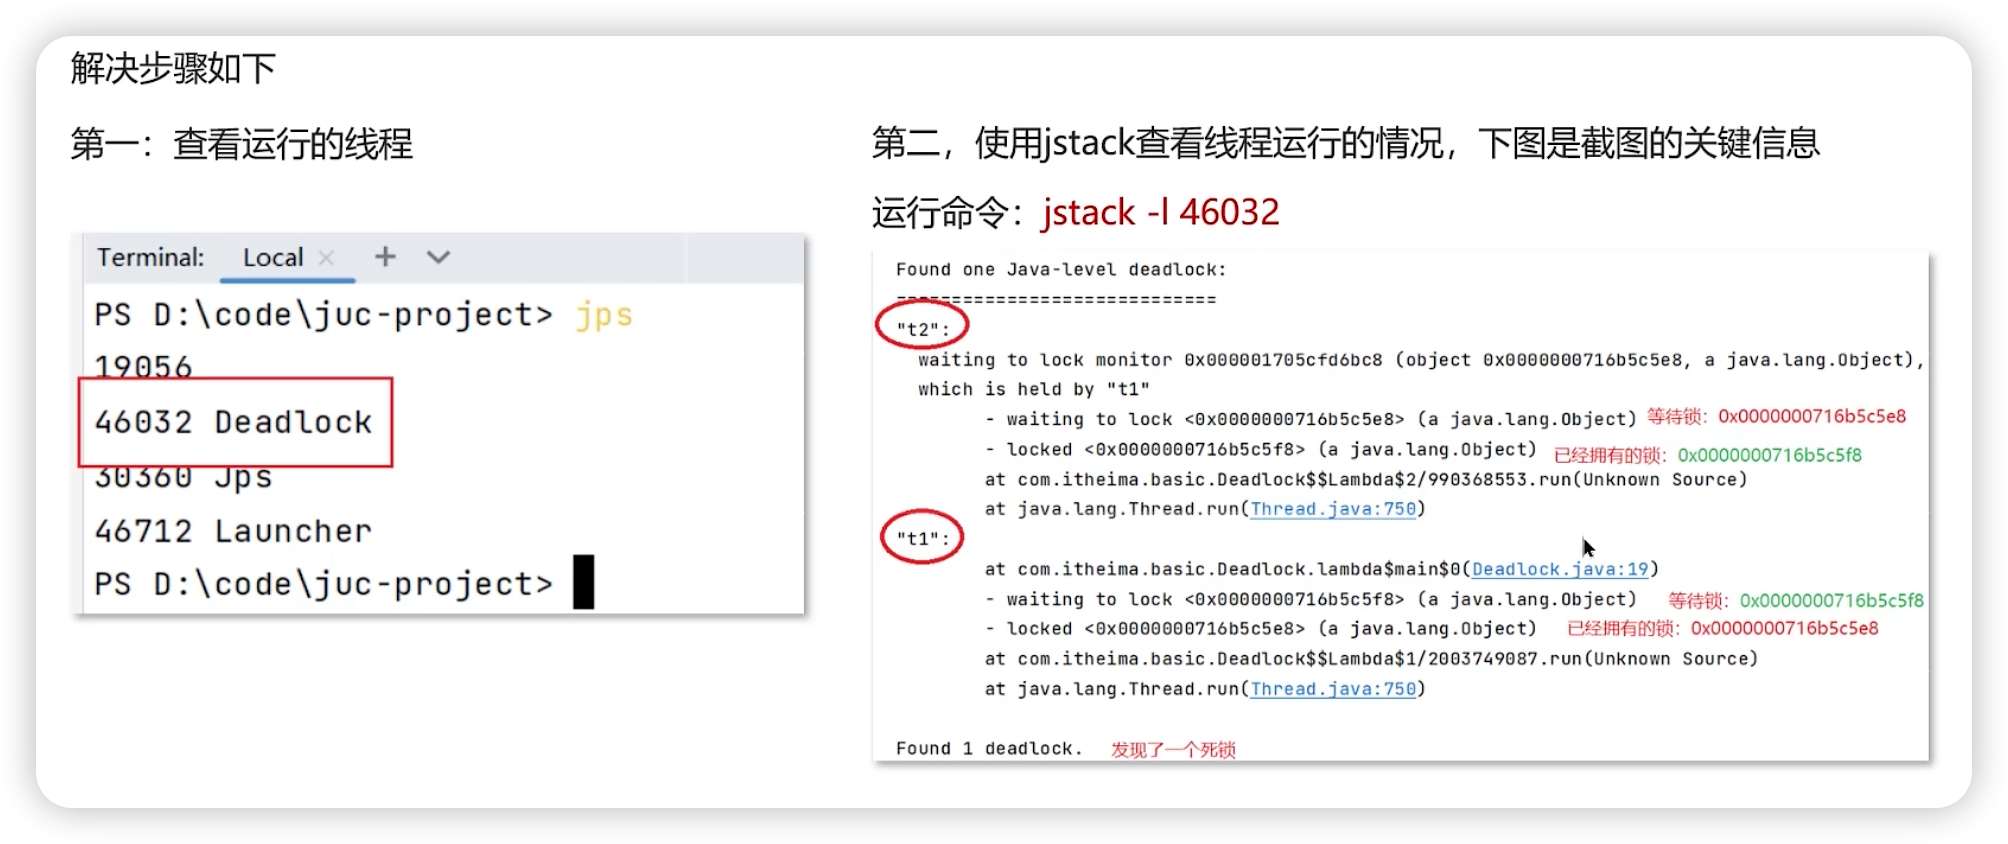 解决步骤如下
第一：查看运行的线程
Terminal: Local × +
PS D:\code\juc-project> jps
19056
46032 Deadlock
30360 Jps
46712 Launcher
PS D:\code\juc-project>
第二，使用jstack查看线程运行的情况，下图是截图的关键信息
运行命令：jstack -l 46032
Found one Java-level deadlock:
=============================
"t2":
waiting to lock monitor 0x000001705cfd6bc8 (object 0x0000000716b5c5e8, a java.lang.Object),
which is held by "t1"
- waiting to lock <0x0000000716b5c5e8> (a java.lang.Object) 等待锁：0x0000000716b5c5e8
- locked <0x0000000716b5c5f8> (a java.lang.Object) 已经拥有的锁：0x0000000716b5c5f8
at com.itheima.basic.Deadlock$$Lambda$2/990368553.run(Unknown Source)
at java.lang.Thread.run(Thread.java:750)
"t1":
at com.itheima.basic.Deadlock.lambda$main$0(Deadlock.java:19)
- waiting to lock <0x0000000716b5c5f8> (a java.lang.Object) 等待锁：0x0000000716b5c5f8
- locked <0x0000000716b5c5e8> (a java.lang.Object) 已经拥有的锁：0x0000000716b5c5e8
at com.itheima.basic.Deadlock$$Lambda$1/2003749087.run(Unknown Source)
at java.lang.Thread.run(Thread.java:750)
Found 1 deadlock. 发现了一个死锁